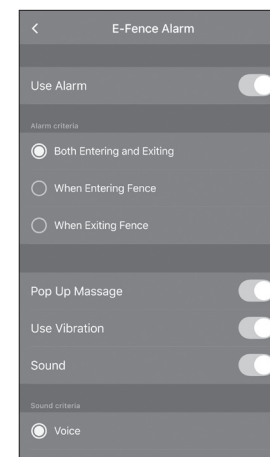 E-Fence Alarm
Use Alarm
Alarm criteria
Both Entering and Exiting
When Entering Fence
When Exiting Fence
Pop Up Massage
Use Vibration
Sound
Sound criteria
Voice